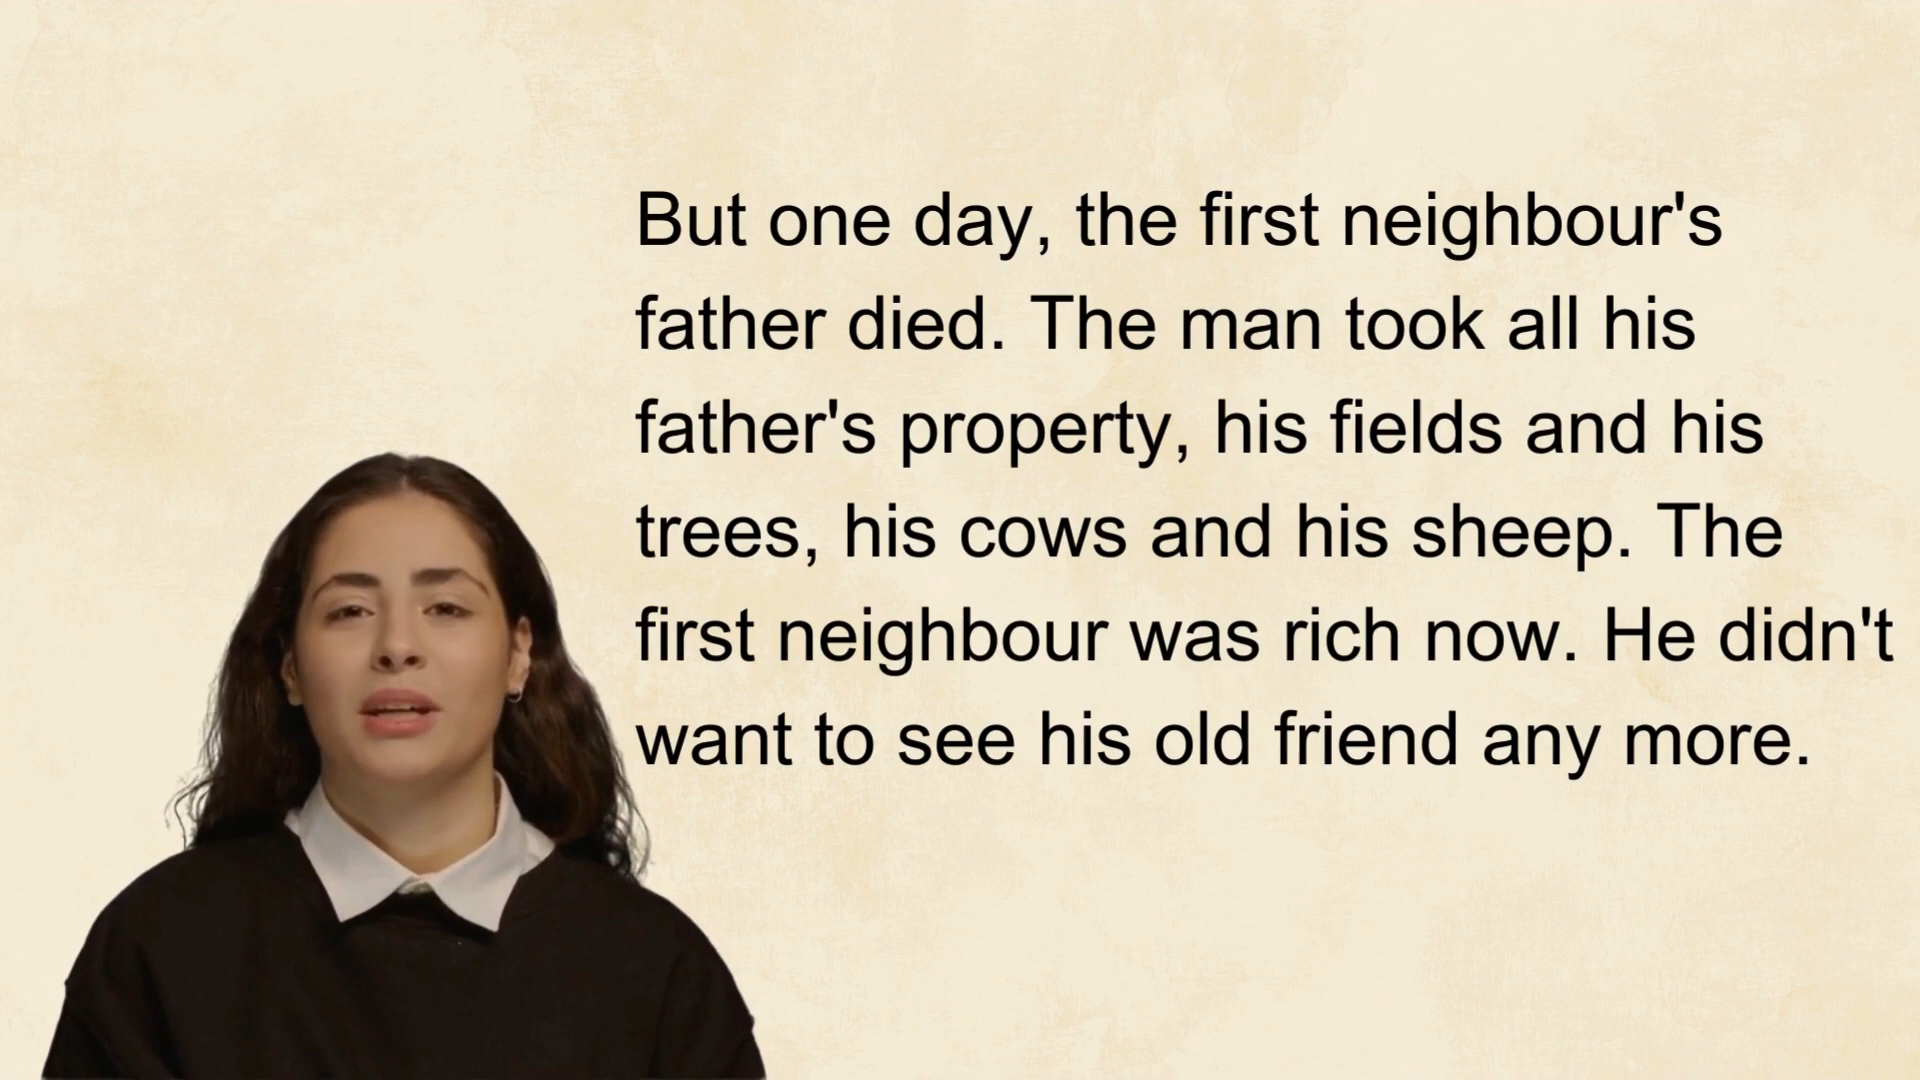 But one day, the first neighbour's
father died. The man took all his
father's property, his fields and his
trees, his cows and his sheep. The
first neighbour was rich now. He didn't
want to see his old friend any more.